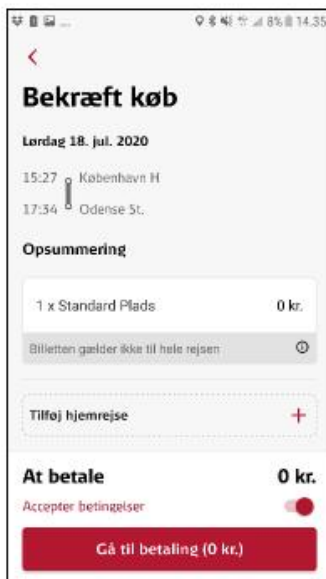 ... 8% 14.35
Bekræft køb
Lørdag 18. jul. 2020
15:27 København H
17:34 Odense St.
Opsummering
1 x Standard Plads 0 kr.
Billetten gælder ikke til hele rejsen
Tilføj hjemrejse +
At betale 0 kr.
Accepter betingelser
Gå til betaling (0 kr.)